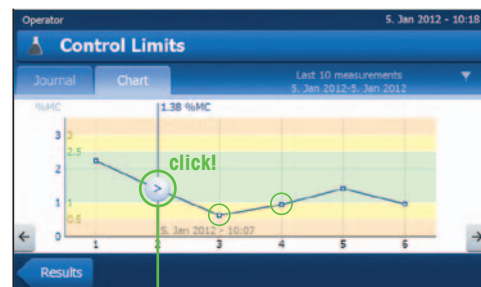 Operator 5. Jan 2012 - 10:18
Control Limits
Journal Chart Last 10 measurements
5. Jan 2012-5. Jan 2012
%MC 1.38 %MC
3 3
2.5
click!
2
>
1 1
0.5
0
5. Jan 2012 - 10:07
1 2 3 4 5 6
Results